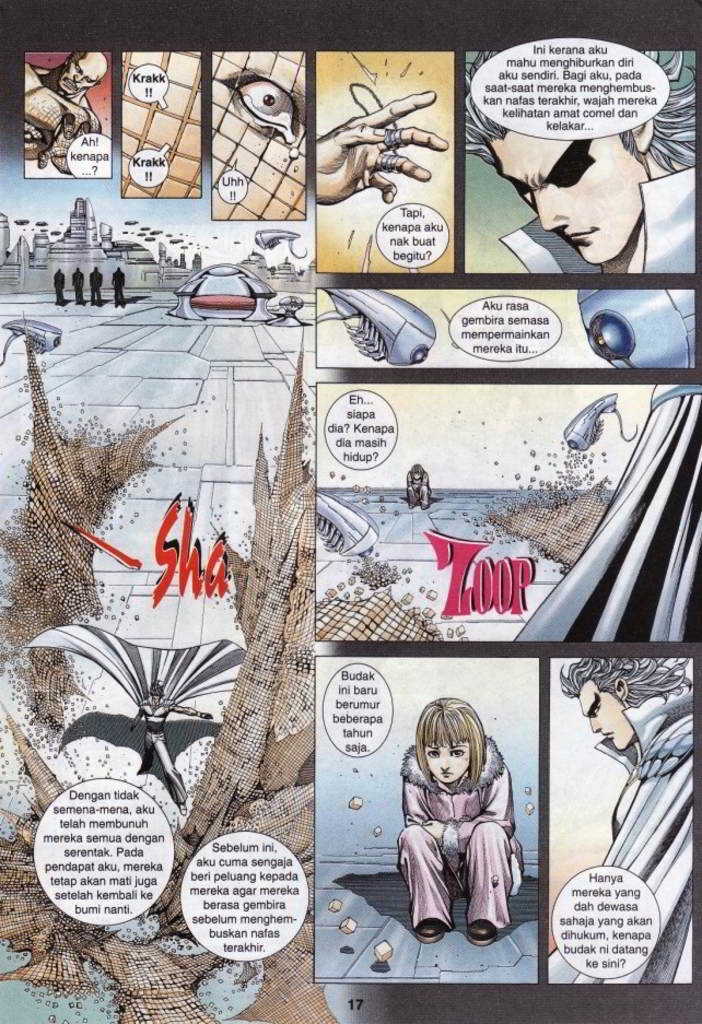 Ah!
kenapa
...?
Krakk
!!
Krakk
!!
Uhh
!!
Sha
Dengan tidak
semena-mena, aku
telah membunuh
mereka semua dengan
serentak. Pada
pendapat aku, mereka
tetap akan mati juga
setelah kembali ke
bumi nanti.
Sebelum ini,
aku cuma sengaja
beri peluang kepada
mereka agar mereka
berasa gembira
sebelum menghem-
buskan nafas
terakhir.
Tapi,
kenapa aku
nak buat
begitu?
Ini kerana aku
mahu menghiburkan diri
aku sendiri. Bagi aku, pada
saat-saat mereka menghembus-
kan nafas terakhir, wajah mereka
kelihatan amat comel dan
kelakar...
Aku rasa
gembira semasa
mempermainkan
mereka itu...
Eh...
siapa
dia? Kenapa
dia masih
hidup?
ZOOP
Budak
ini baru
berumur
beberapa
tahun
saja.
Hanya
mereka yang
dah dewasa
sahaja yang akan
dihukum, kenapa
budak ni datang
ke sini?
17